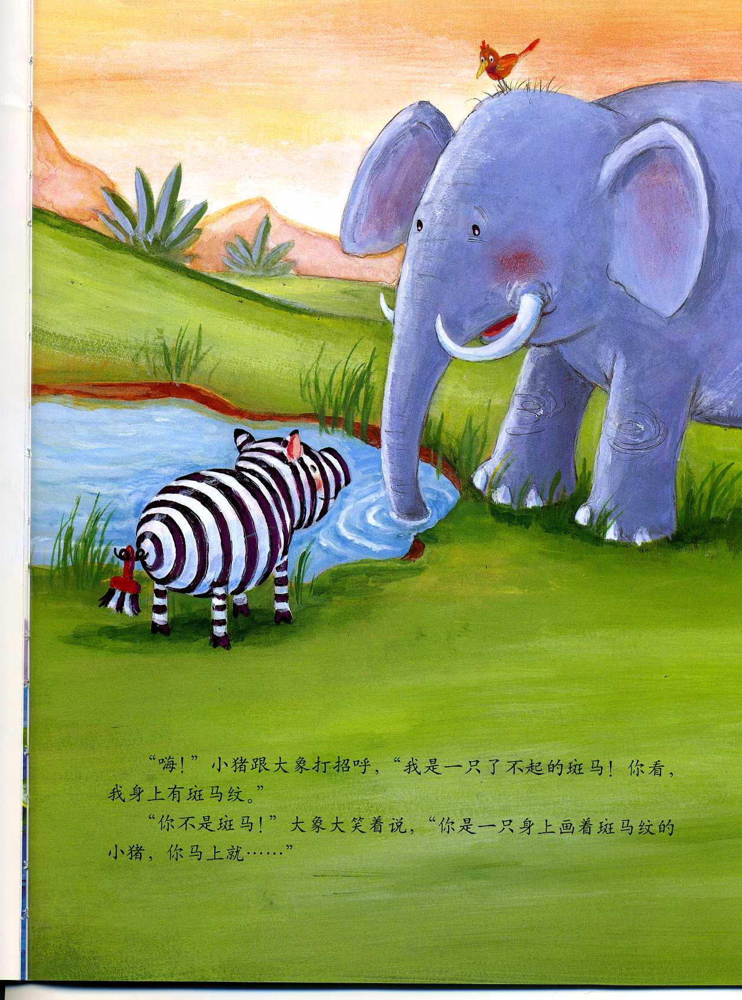 “嗨！”小猪跟大象打招呼，“我是一只了不起的斑马！你看，
我身上有斑马纹。”
“你不是斑马！”大象大笑着说，“你是一只身上画着斑马纹的
小猪，你马上就……”